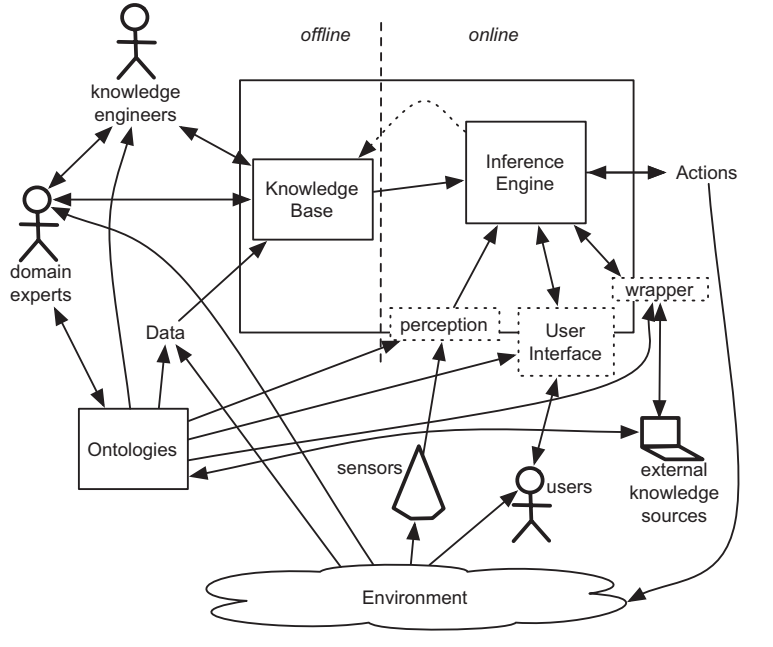 offline
online
knowledge
engineers
Knowledge
Base
Inference
Engine
Actions
domain
experts
wrapper
Data
perception
User
Interface
Ontologies
sensors
users
external
knowledge
sources
Environment